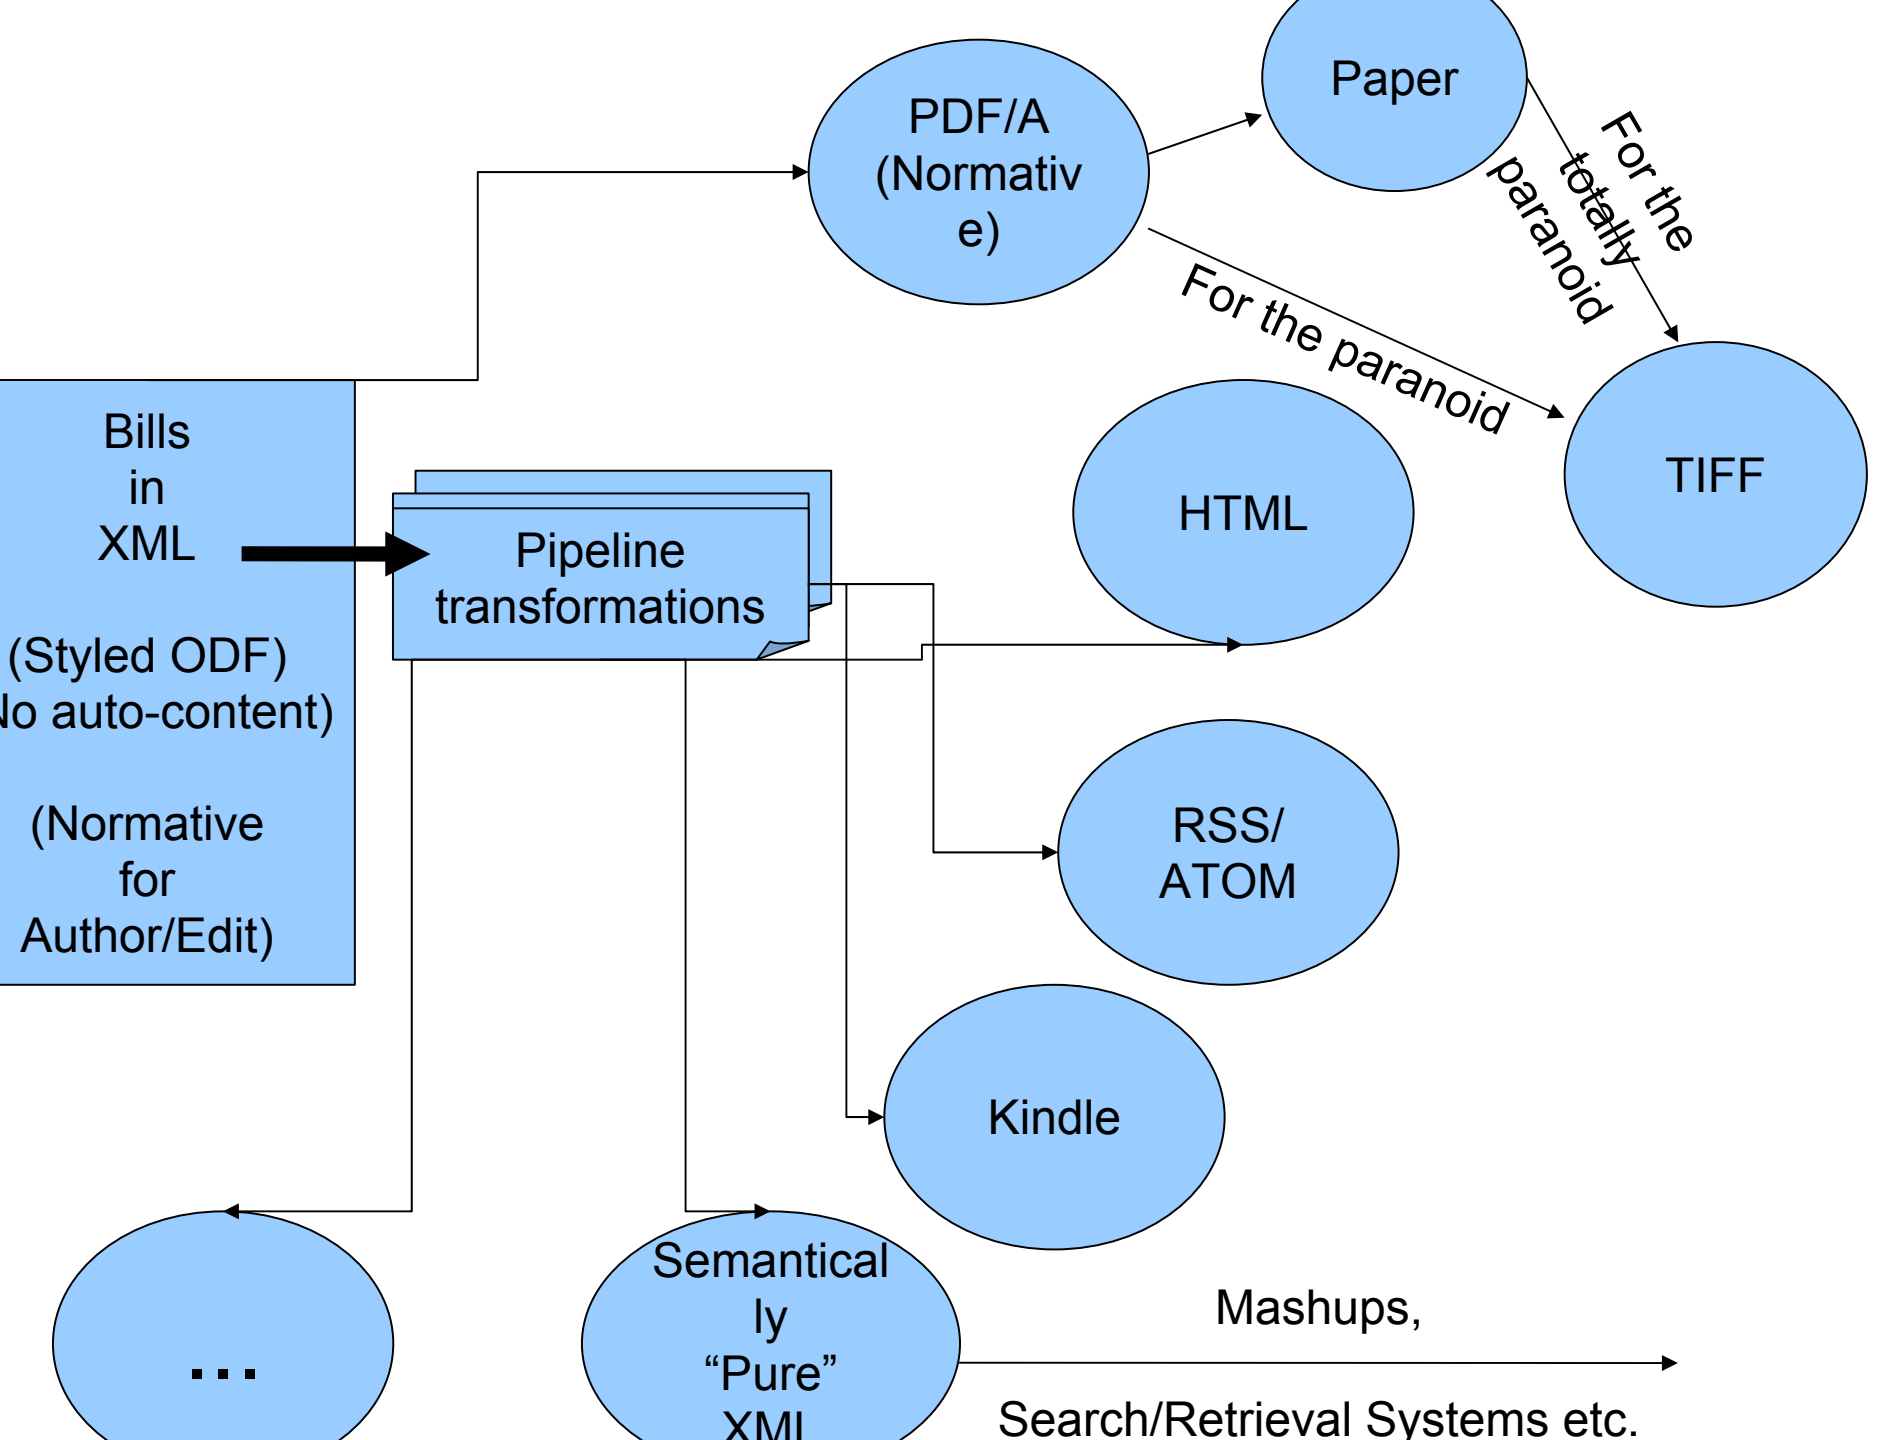 Paper
PDF/A
(Normativ
e)
For the
totally
paranoid
For the paranoid
TIFF
HTML
Bills
in
XML
(Styled ODF)
No auto-content)
(Normative
for
Author/Edit)
Pipeline
transformations
RSS/
ATOM
Kindle
...
Semantical
ly
“Pure”
XML
Mashups,
Search/Retrieval Systems etc.